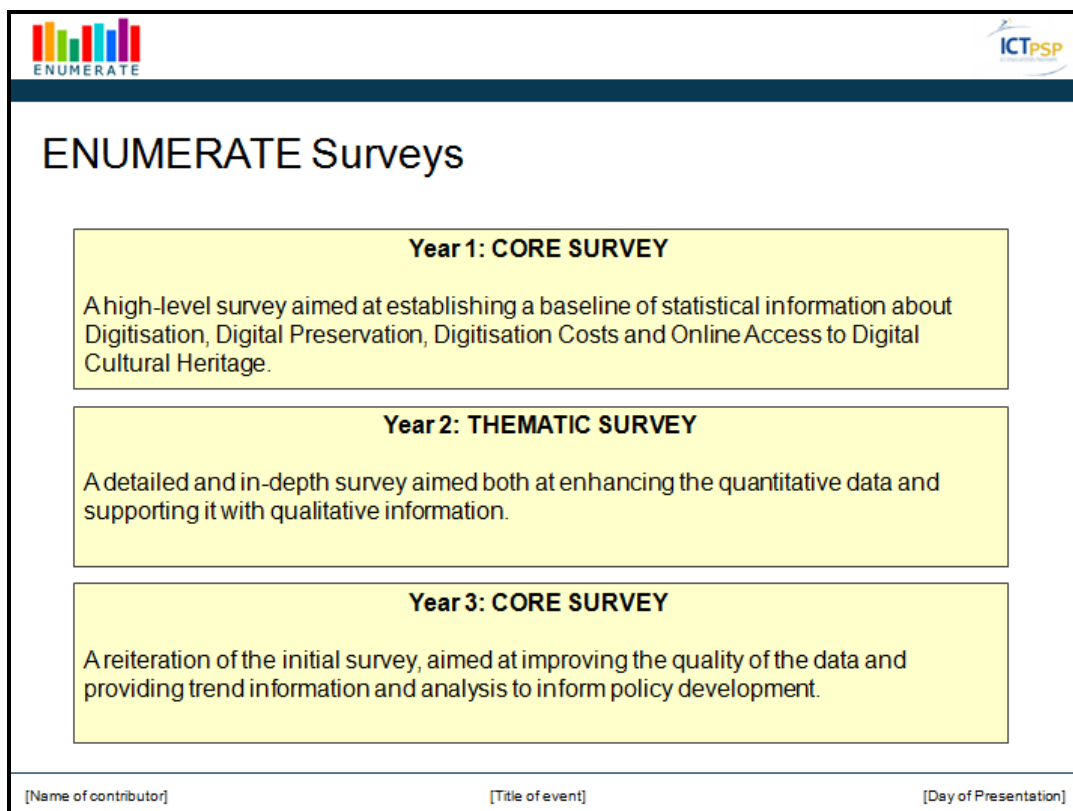 ENUMERATE
ICTPSP
ENUMERATE Surveys
Year 1: CORE SURVEY
A high-level survey aimed at establishing a baseline of statistical information about
Digitisation, Digital Preservation, Digitisation Costs and Online Access to Digital
Cultural Heritage.
Year 2: THEMATIC SURVEY
A detailed and in-depth survey aimed both at enhancing the quantitative data and
supporting it with qualitative information.
Year 3: CORE SURVEY
A reiteration of the initial survey, aimed at improving the quality of the data and
providing trend information and analysis to inform policy development.
[Name of contributor]
[Title of event]
[Day of Presentation]